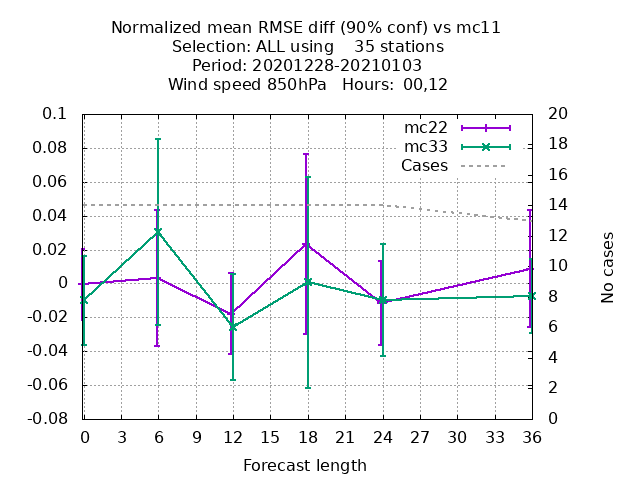 Normalized mean RMSE diff (90% conf) vs mc11
Selection: ALL using    35 stations
Period: 20201228-20210103
Wind speed 850hPa   Hours:  00,12
mc22
mc33
Cases
0.1
0.08
0.06
0.04
0.02
0
-0.02
-0.04
-0.06
-0.08
20
18
16
14
12
10
8
6
4
2
0
No cases
0 3 6 9 12 15 18 21 24 27 30 33 36
Forecast length